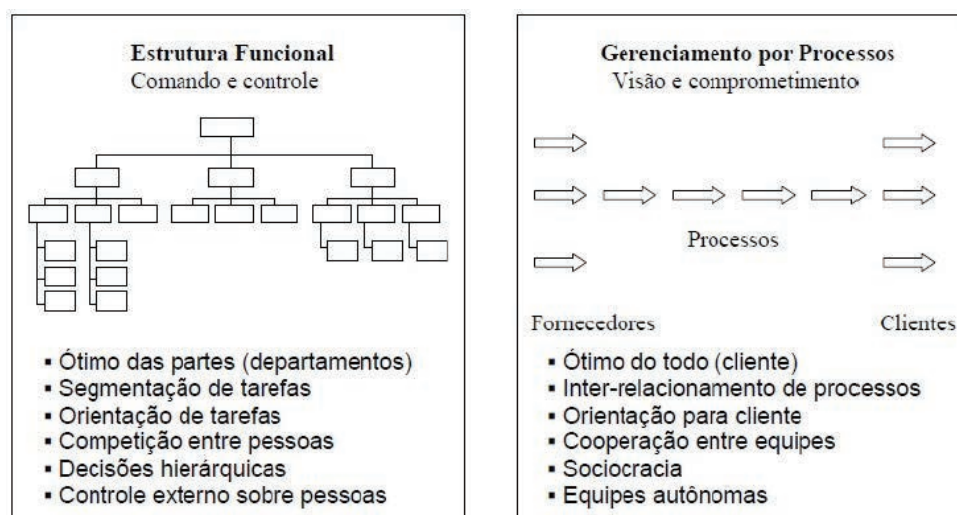 Estrutura Funcional
Comando e controle
▪ Ótimo das partes (departamentos)
▪ Segmentação de tarefas
▪ Orientação de tarefas
▪ Competição entre pessoas
▪ Decisões hierárquicas
▪ Controle externo sobre pessoas
Gerenciamento por Processos
Visão e comprometimento
Processos
Fornecedores
Clientes
▪ Ótimo do todo (cliente)
▪ Inter-relacionamento de processos
▪ Orientação para cliente
▪ Cooperação entre equipes
▪ Sociocracia
▪ Equipes autônomas